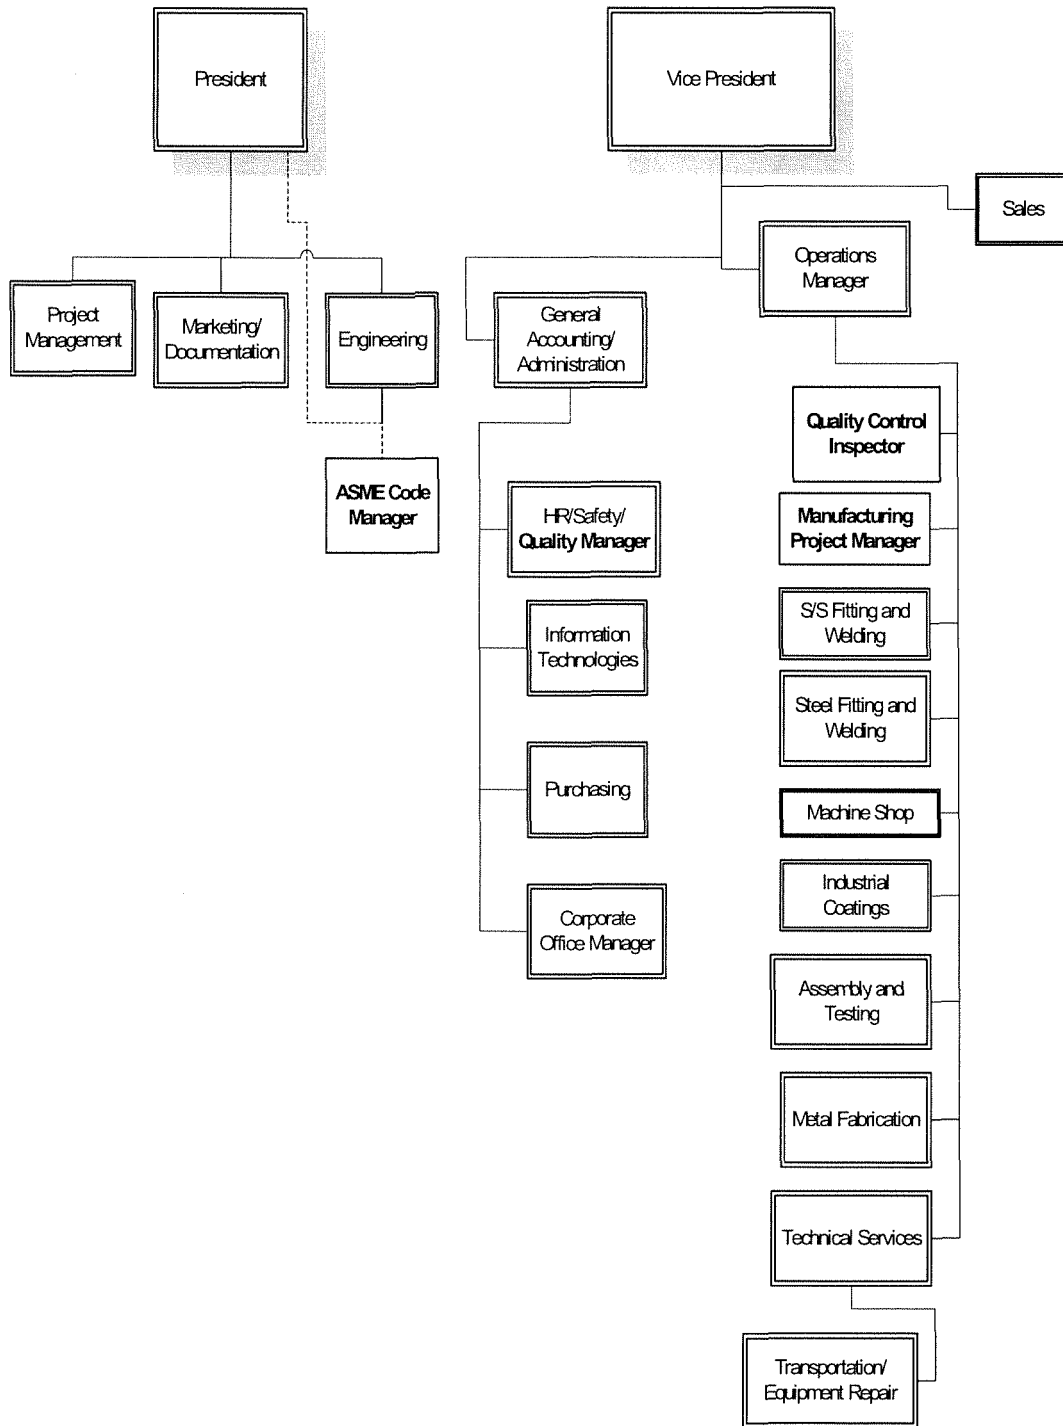 President
Vice President
Sales
Operations
Manager
Project
Management
Marketing/
Documentation
Engineering
General
Accounting/
Administration
Quality Control
Inspector
ASME Code
Manager
HR/Safety/
Quality Manager
Manufacturing
Project Manager
S/S Fitting and
Welding
Information
Technologies
Steel Fitting and
Welding
Purchasing
Machine Shop
Industrial
Coatings
Corporate
Office Manager
Assembly and
Testing
Metal Fabrication
Technical Services
Transportation/
Equipment Repair